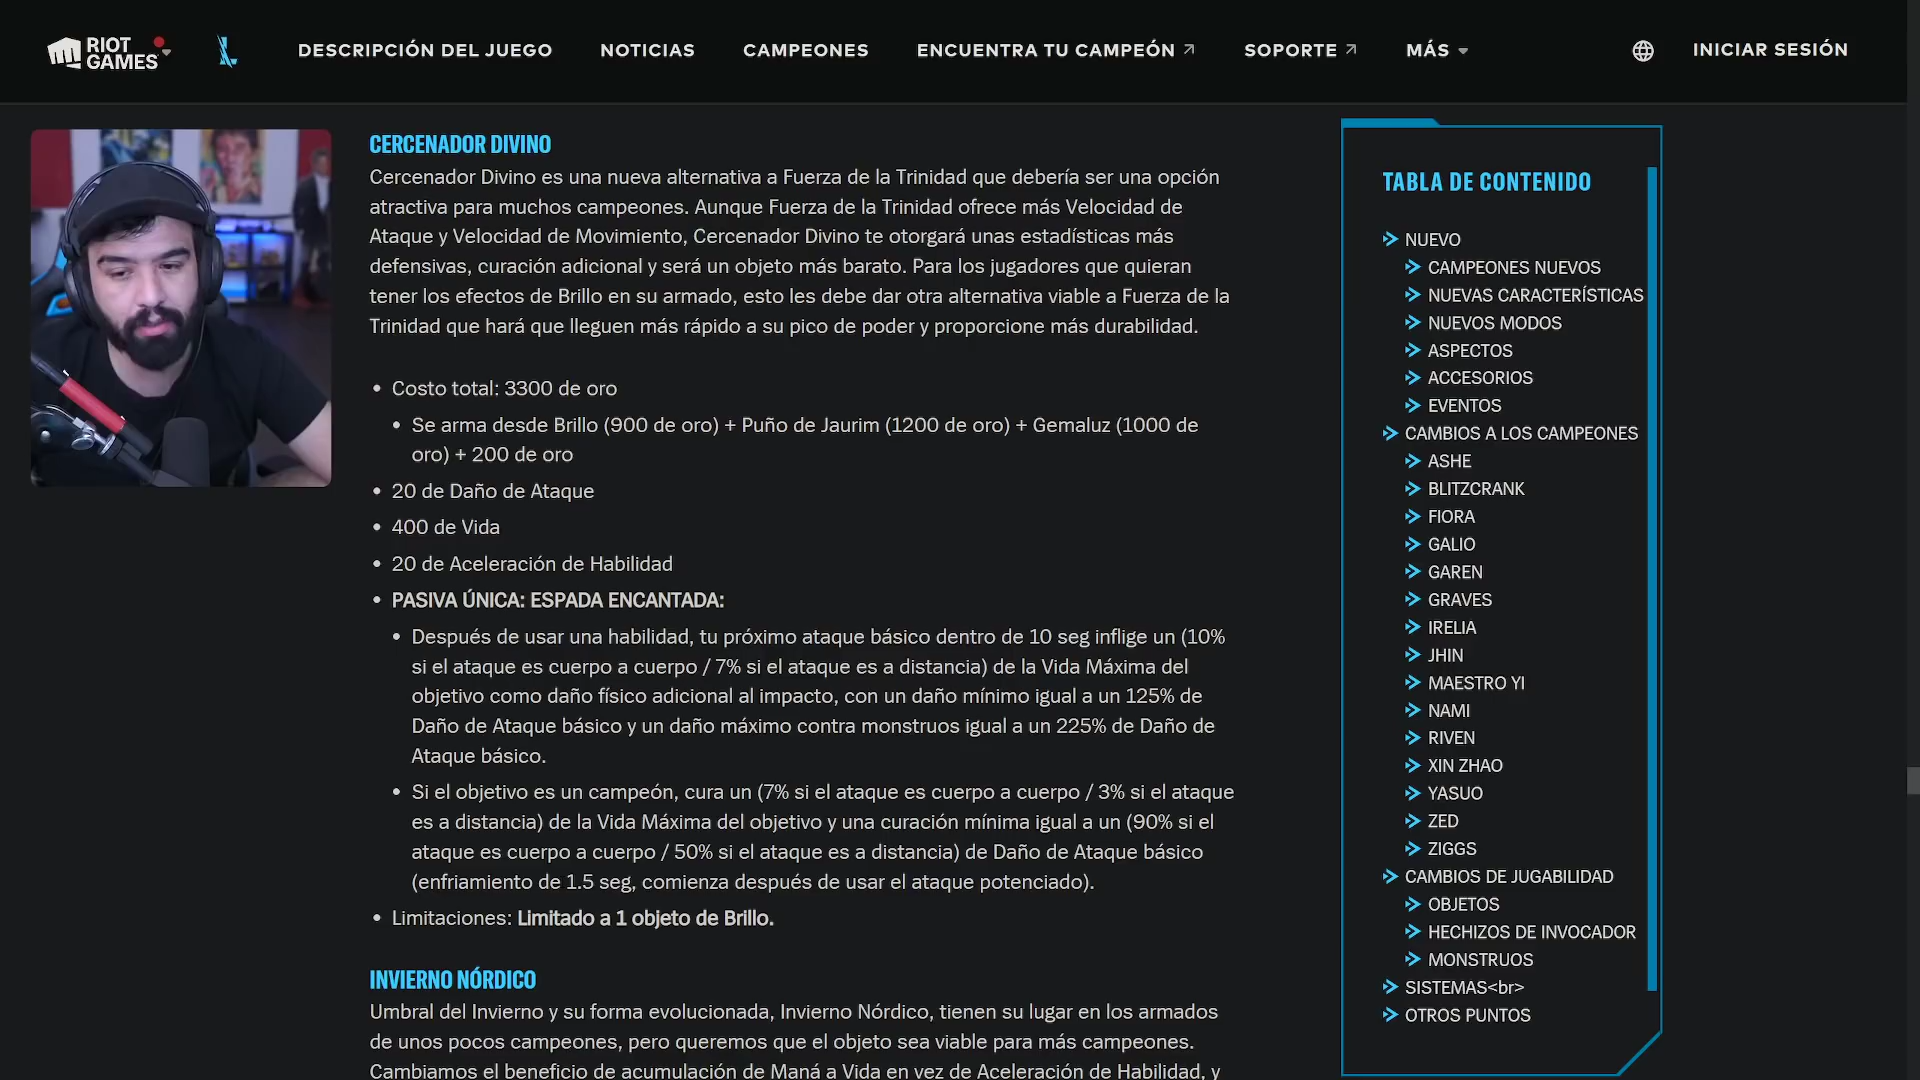 RIOT GAMES
DESCRIPCIÓN DEL JUEGO
NOTICIAS
CAMPEONES
ENCUENTRA TU CAMPEÓN
SOPORTE
MÁS
INICIAR SESIÓN
CERCENADOR DIVINO
Cercenador Divino es una nueva alternativa a Fuerza de la Trinidad que debería ser una opción
atractiva para muchos campeones. Aunque Fuerza de la Trinidad ofrece más Velocidad de
Ataque y Velocidad de Movimiento, Cercenador Divino te otorgará unas estadísticas más
defensivas, curación adicional y será un objeto más barato. Para los jugadores que quieran
tener los efectos de Brillo en su armado, esto les debe dar otra alternativa viable a Fuerza de la
Trinidad que hará que lleguen más rápido a su pico de poder y proporcione más durabilidad.
• Costo total: 3300 de oro
• Se arma desde Brillo (900 de oro) + Puño de Jaurim (1200 de oro) + Gemaluz (1000 de
oro) + 200 de oro
• 20 de Daño de Ataque
• 400 de Vida
• 20 de Aceleración de Habilidad
• PASIVA ÚNICA: ESPADA ENCANTADA:
• Después de usar una habilidad, tu próximo ataque básico dentro de 10 seg inflige un (10%
si el ataque es cuerpo a cuerpo / 7% si el ataque es a distancia) de la Vida Máxima del
objetivo como daño físico adicional al impacto, con un daño mínimo igual a un 125% de
Daño de Ataque básico y un daño máximo contra monstruos igual a un 225% de Daño de
Ataque básico.
• Si el objetivo es un campeón, cura un (7% si el ataque es cuerpo a cuerpo / 3% si el ataque
es a distancia) de la Vida Máxima del objetivo y una curación mínima igual a un (90% si el
ataque es cuerpo a cuerpo / 50% si el ataque es a distancia) de Daño de Ataque básico
(enfriamiento de 1.5 seg, comienza después de usar el ataque potenciado).
• Limitaciones: Limitado a 1 objeto de Brillo.
INVIERNO NÓRDICO
Umbral del Invierno y su forma evolucionada, Invierno Nórdico, tienen su lugar en los armados
de unos pocos campeones, pero queremos que el objeto sea viable para más campeones.
Cambiamos el beneficio de acumulación de Maná a Vida en vez de Aceleración de Habilidad, y
TABLA DE CONTENIDO
NUEVO
CAMPEONES NUEVOS
NUEVAS CARACTERÍSTICAS
NUEVOS MODOS
ASPECTOS
ACCESORIOS
EVENTOS
CAMBIOS A LOS CAMPEONES
ASHE
BLITZCRANK
FIORA
GALIO
GAREN
GRAVES
IRELIA
JHIN
MAESTRO YI
NAMI
RIVEN
XIN ZHAO
YASUO
ZED
ZIGGS
CAMBIOS DE JUGABILIDAD
OBJETOS
HECHIZOS DE INVOCADOR
MONSTRUOS
SISTEMAS<br>
OTROS PUNTOS